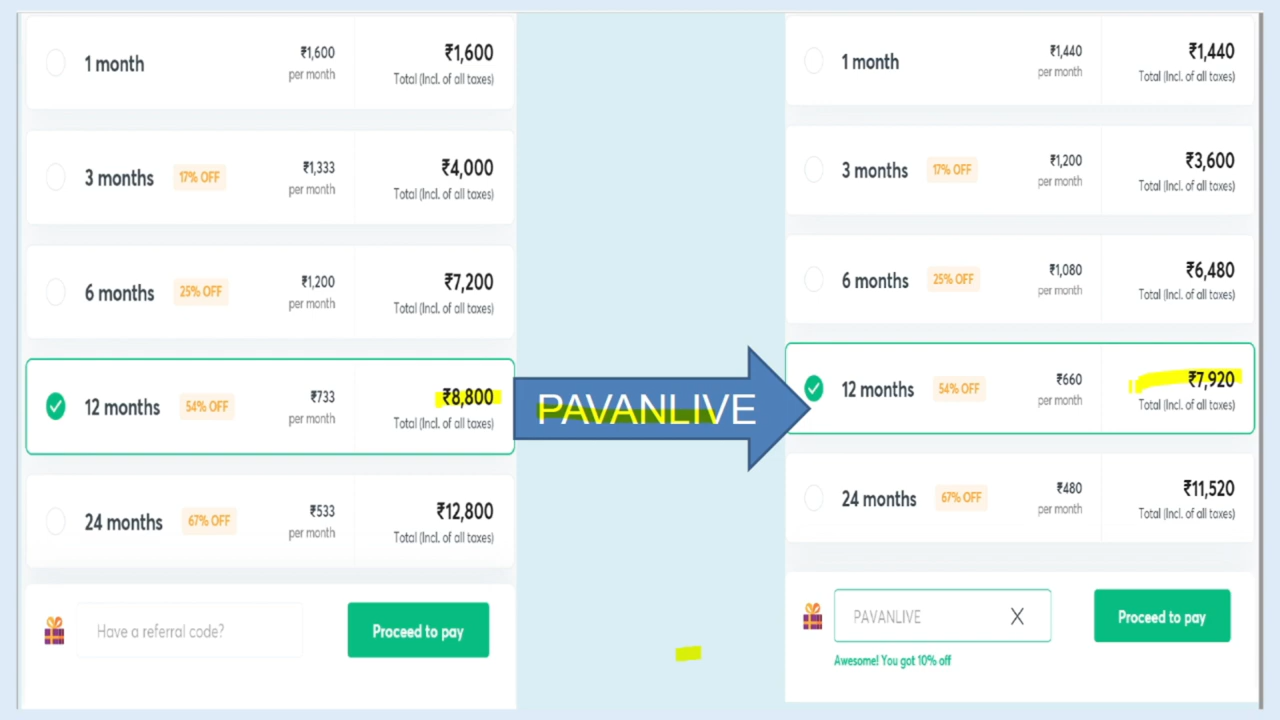 1 month
₹1,600
per month
₹1,600
Total (Incl. of all taxes)
3 months
17% OFF
₹1,333
per month
₹4,000
Total (Incl. of all taxes)
6 months
25% OFF
₹1,200
per month
₹7,200
Total (Incl. of all taxes)
12 months
54% OFF
₹733
per month
₹8,800
Total (Incl. of all taxes)
24 months
67% OFF
₹533
per month
₹12,800
Total (Incl. of all taxes)
Have a referral code?
Proceed to pay
PAVANLIVE
1 month
₹1,440
per month
₹1,440
Total (Incl. of all taxes)
3 months
17% OFF
₹1,200
per month
₹3,600
Total (Incl. of all taxes)
6 months
25% OFF
₹1,080
per month
₹6,480
Total (Incl. of all taxes)
12 months
54% OFF
₹660
per month
₹7,920
Total (Incl. of all taxes)
24 months
67% OFF
₹480
per month
₹11,520
Total (Incl. of all taxes)
PAVANLIVE
X
Proceed to pay
Awesome! You got 10% off